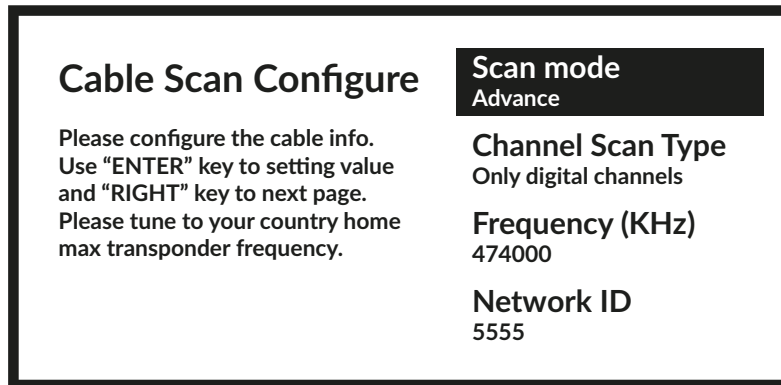 Cable Scan Configure
Please configure the cable info.
Use “ENTER” key to setting value
and “RIGHT” key to next page.
Please tune to your country home
max transponder frequency.
Scan mode
Advance
Channel Scan Type
Only digital channels
Frequency (KHz)
474000
Network ID
5555